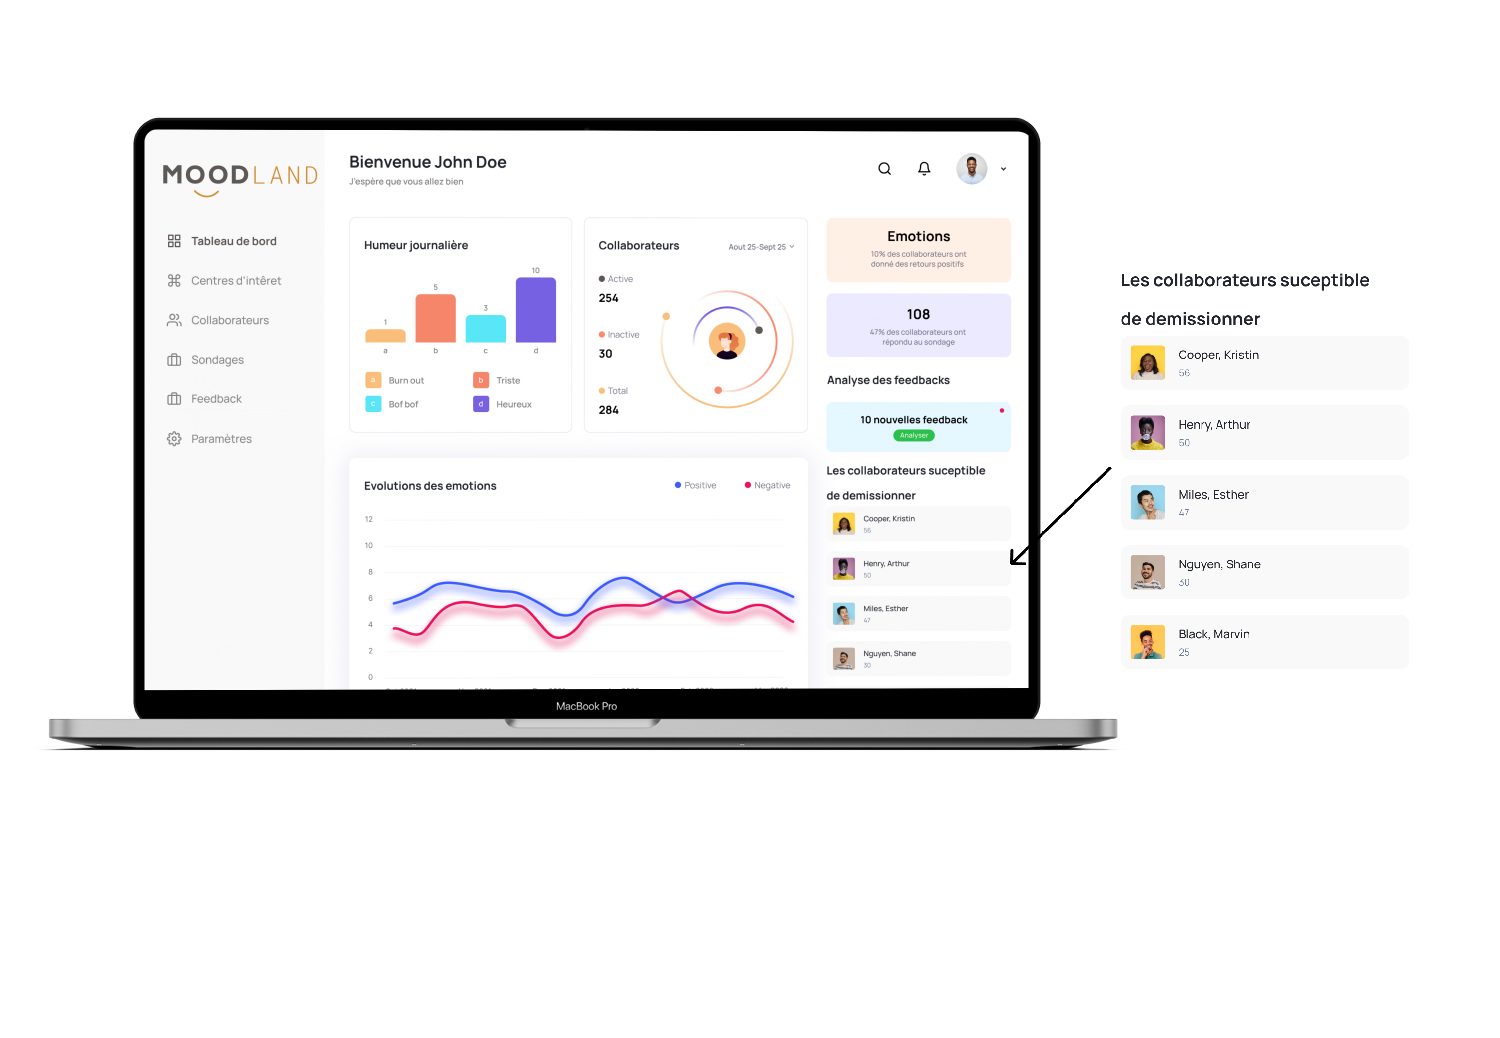 MOODLAND
Tableau de bord
Centres d'intêret
Collaborateurs
Sondages
Feedback
Paramètres
Bienvenue John Doe
J'espère que vous allez bien
Humeur journalière
1
5
3
10
a
b
c
d
a Burn out
b Triste
c Bof bof
d Heureux
Collaborateurs
Aout 25-Sept 25
Active
254
Inactive
30
Total
284
Emotions
10% des collaborateurs ont
donné des retours positifs
108
47% des collaborateurs ont
répondu au sondage
Analyse des feedbacks
10 nouvelles feedback
Analyser
Les collaborateurs suceptible
de demissionner
Cooper, Kristin
56
Henry, Arthur
50
Miles, Esther
47
Nguyen, Shane
30
Evolutions des emotions
Positive
Negative
12
10
8
6
4
2
0
MacBook Pro
Les collaborateurs suceptible
de demissionner
Cooper, Kristin
56
Henry, Arthur
50
Miles, Esther
47
Nguyen, Shane
30
Black, Marvin
25